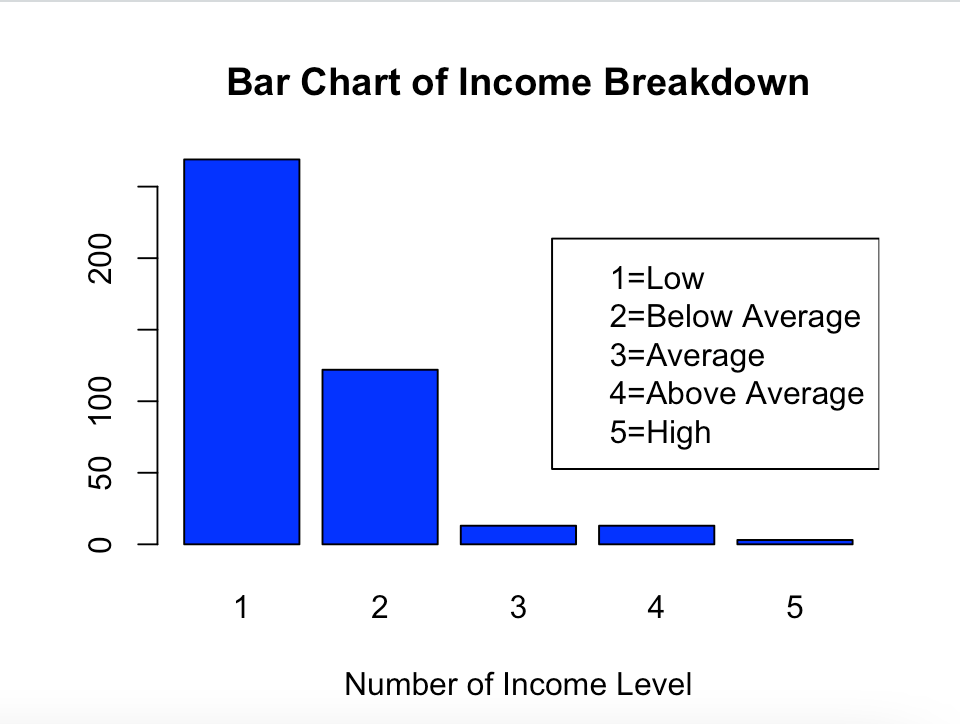 Bar Chart of Income Breakdown
200
100
50
0
1=Low
2=Below Average
3=Average
4=Above Average
5=High
1 2 3 4 5
Number of Income Level